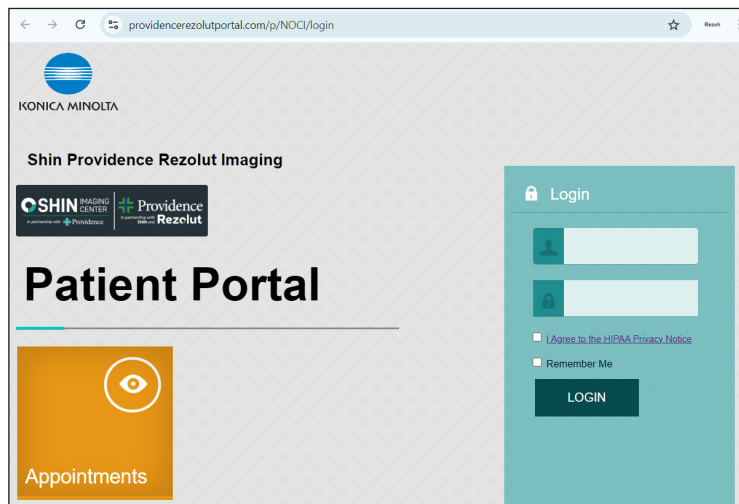 providencerezolutportal.com/p/NOCI/login
KONICA MINOLTA
Shin Providence Rezolut Imaging
SHIN IMAGING CENTER
in partnership with Providence
Providence
in partnership with SHIN and Rezolut
Patient Portal
Appointments
Login
I Agree to the HIPAA Privacy Notice
Remember Me
LOGIN